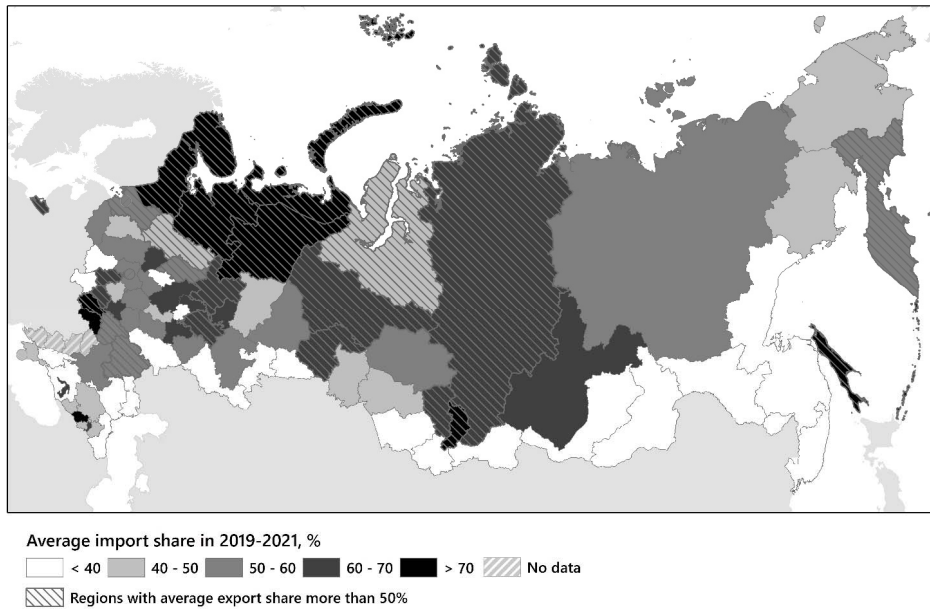 Average import share in 2019-2021, %
< 40 40 - 50 50 - 60 60 - 70 > 70 No data
Regions with average export share more than 50%